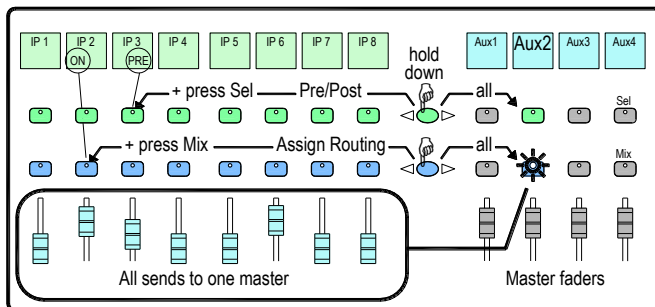 IP 1 IP 2 IP 3 IP 4 IP 5 IP 6 IP 7 IP 8 Aux1 Aux2 Aux3 Aux4
ON PRE
hold
down
+ press Sel Pre/Post all Sel
+ press Mix Assign Routing all Mix
All sends to one master Master faders